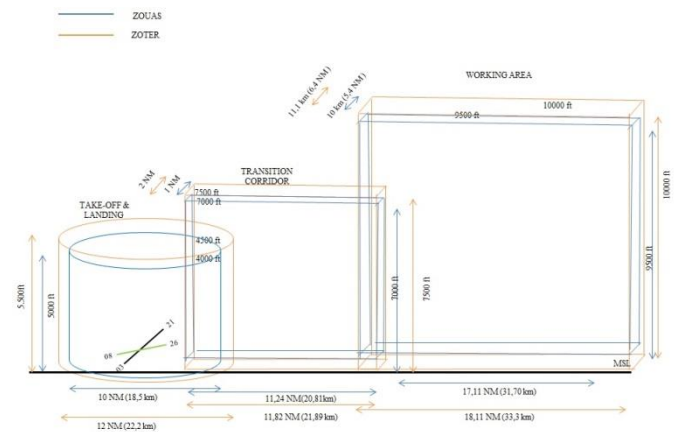 ZOUAS
ZOTER
WORKING AREA
11,1 km (6,4 NM)
10 km (5,4 NM)
10000 ft
9500 ft
TRANSITION
CORRIDOR
2 NM
1 NM
7500 ft
7000 ft
TAKE-OFF &
LANDING
4500 ft
4000 ft
5.500ft
5000 ft
7000 ft
7500 ft
9500 ft
10000 ft
21
26
08
03
MSL
10 NM (18,5 km)
11,24 NM(20,81km)
17,11 NM (31,70 km)
12 NM (22,2 km)
11,82 NM (21,89 km)
18,11 NM (33,3 km)